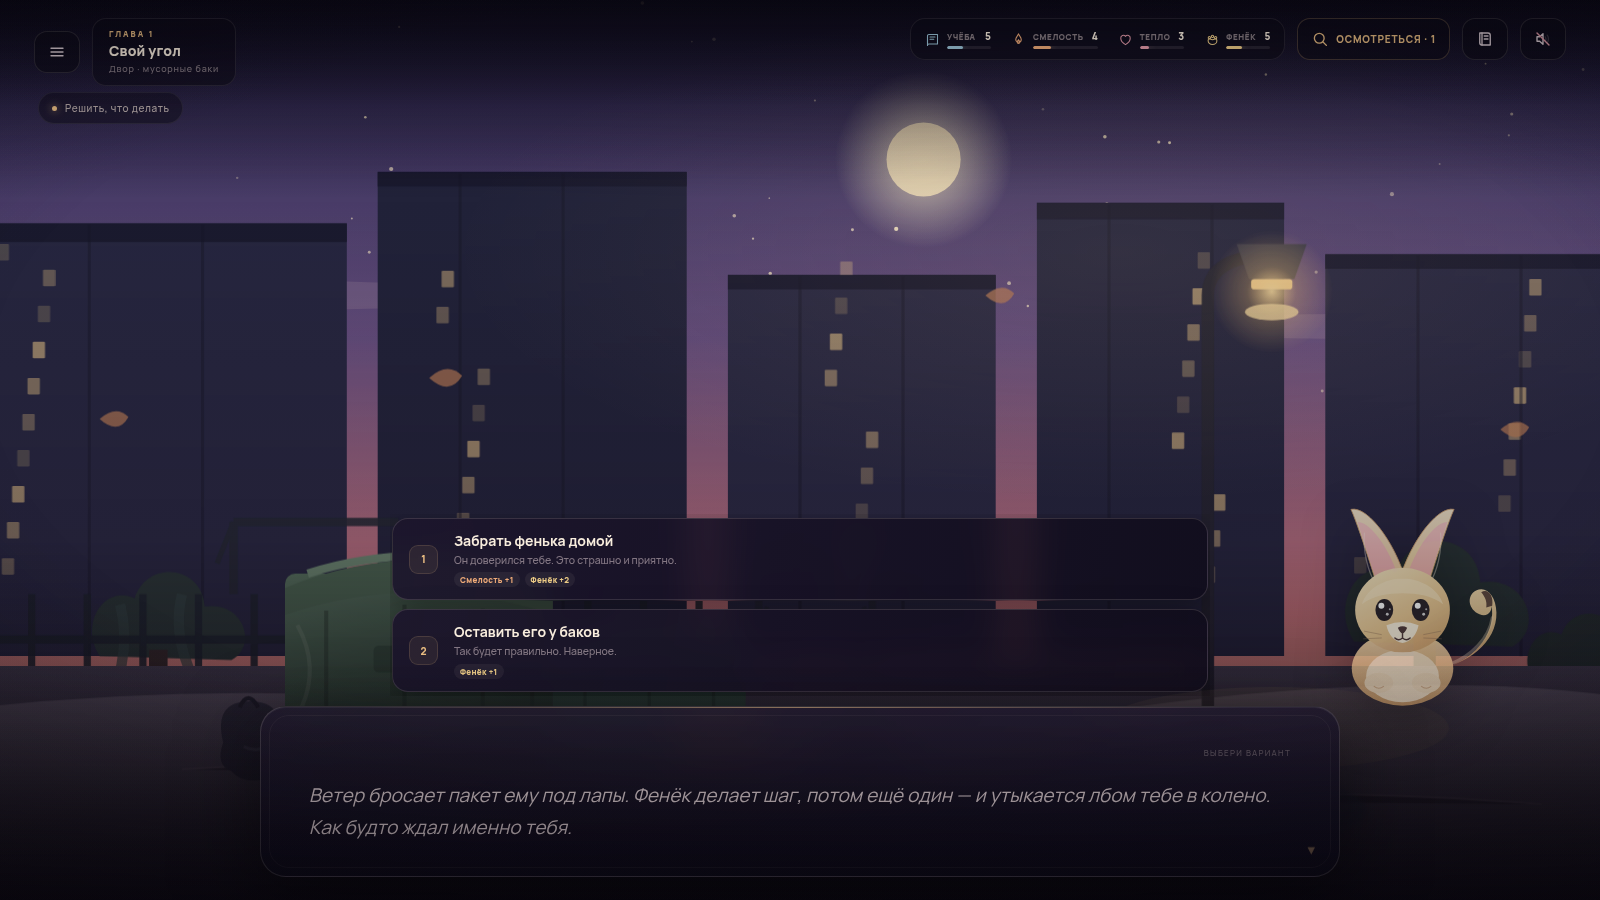 ГЛАВА 1
Свой угол
Двор · мусорные баки
Решить, что делать
УЧЁБА 5
СМЕЛОСТЬ 4
ТЕПЛО 3
ФЕНЁК 5
ОСМОТРЕТЬСЯ · 1
1
Забрать фенька домой
Он доверился тебе. Это страшно и приятно.
Смелость +1 Фенёк +2
2
Оставить его у баков
Так будет правильно. Наверное.
Фенёк +1
ВЫБЕРИ ВАРИАНТ
Ветер бросает пакет ему под лапы. Фенёк делает шаг, потом ещё один — и утыкается лбом тебе в колено.
Как будто ждал именно тебя.